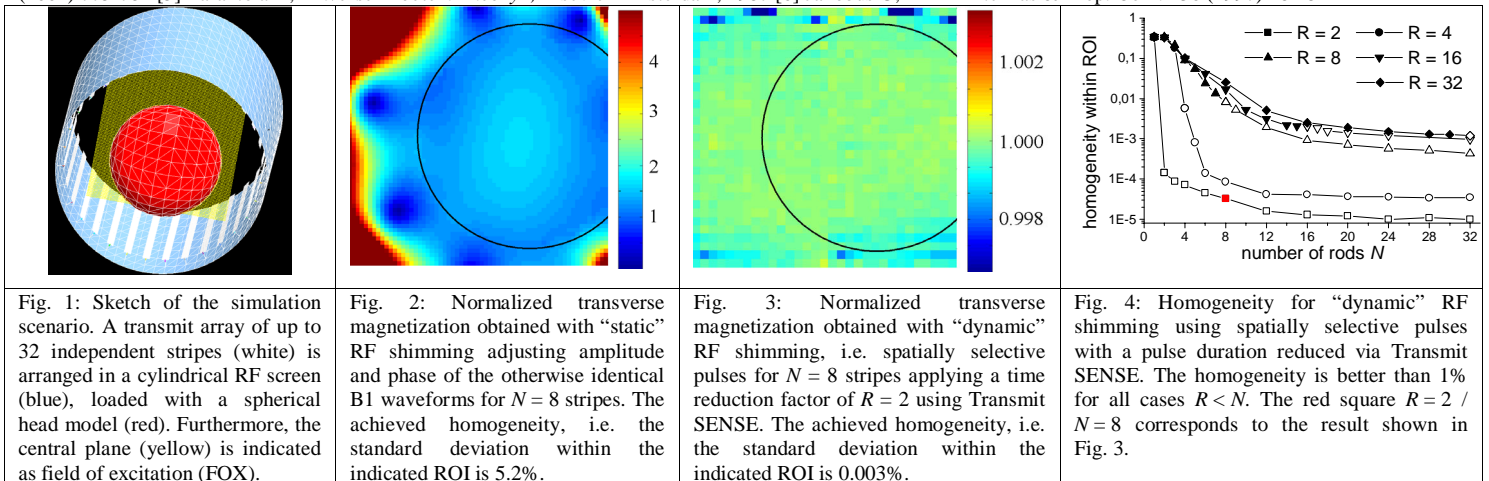 4
3
2
1
1.002
1.000
0.998
homogeneity within ROI
1
0,1
0,01
1E-3
1E-4
1E-5
R = 2
R = 4
R = 8
R = 16
R = 32
0 4 8 12 16 20 24 28 32
number of rods N
Fig. 1: Sketch of the simulation
scenario. A transmit array of up to
32 independent stripes (white) is
arranged in a cylindrical RF screen
(blue), loaded with a spherical
head model (red). Furthermore, the
central plane (yellow) is indicated
as field of excitation (FOX).
Fig. 2: Normalized transverse
magnetization obtained with “static”
RF shimming adjusting amplitude
and phase of the otherwise identical
B1 waveforms for N = 8 stripes. The
achieved homogeneity, i.e. the
standard deviation within the
indicated ROI is 5.2%.
Fig. 3: Normalized transverse
magnetization obtained with “dynamic”
RF shimming, i.e. spatially selective
pulses for N = 8 stripes applying a time
reduction factor of R = 2 using Transmit
SENSE. The achieved homogeneity, i.e.
the standard deviation within the
indicated ROI is 0.003%.
Fig. 4: Homogeneity for “dynamic” RF
shimming using spatially selective pulses
with a pulse duration reduced via Transmit
SENSE. The homogeneity is better than 1%
for all cases R < N. The red square R = 2 /
N = 8 corresponds to the result shown in
Fig. 3.